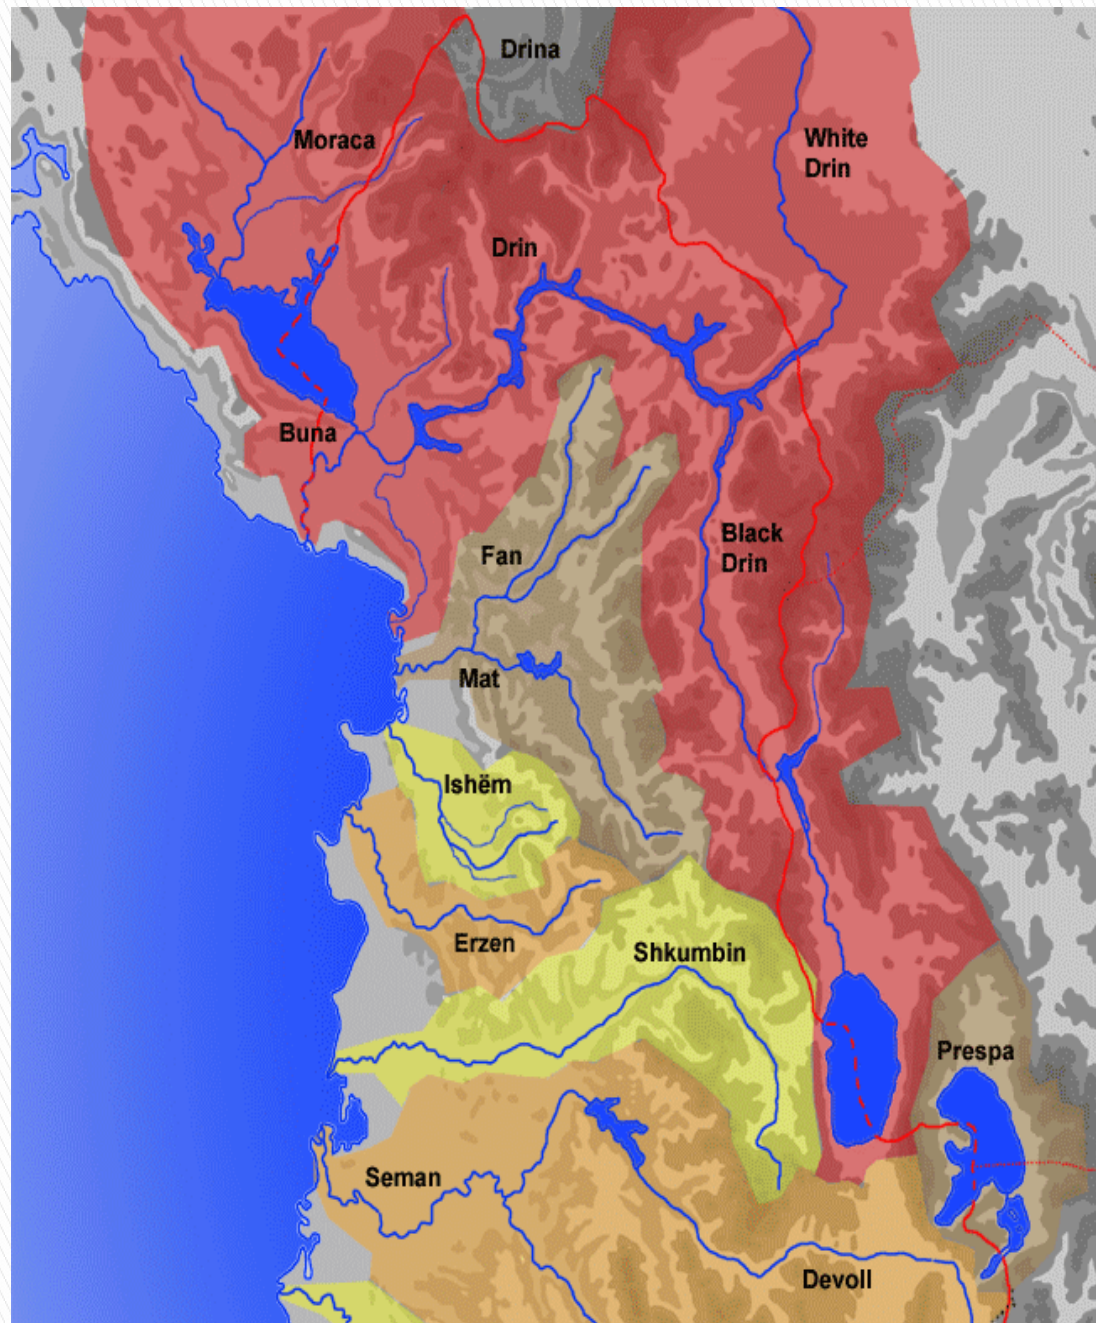 Drina
Moraca
White
Drin
Drin
Buna
Black
Drin
Fan
Mat
Ishëm
Erzen
Shkumbin
Prespa
Seman
Devoll